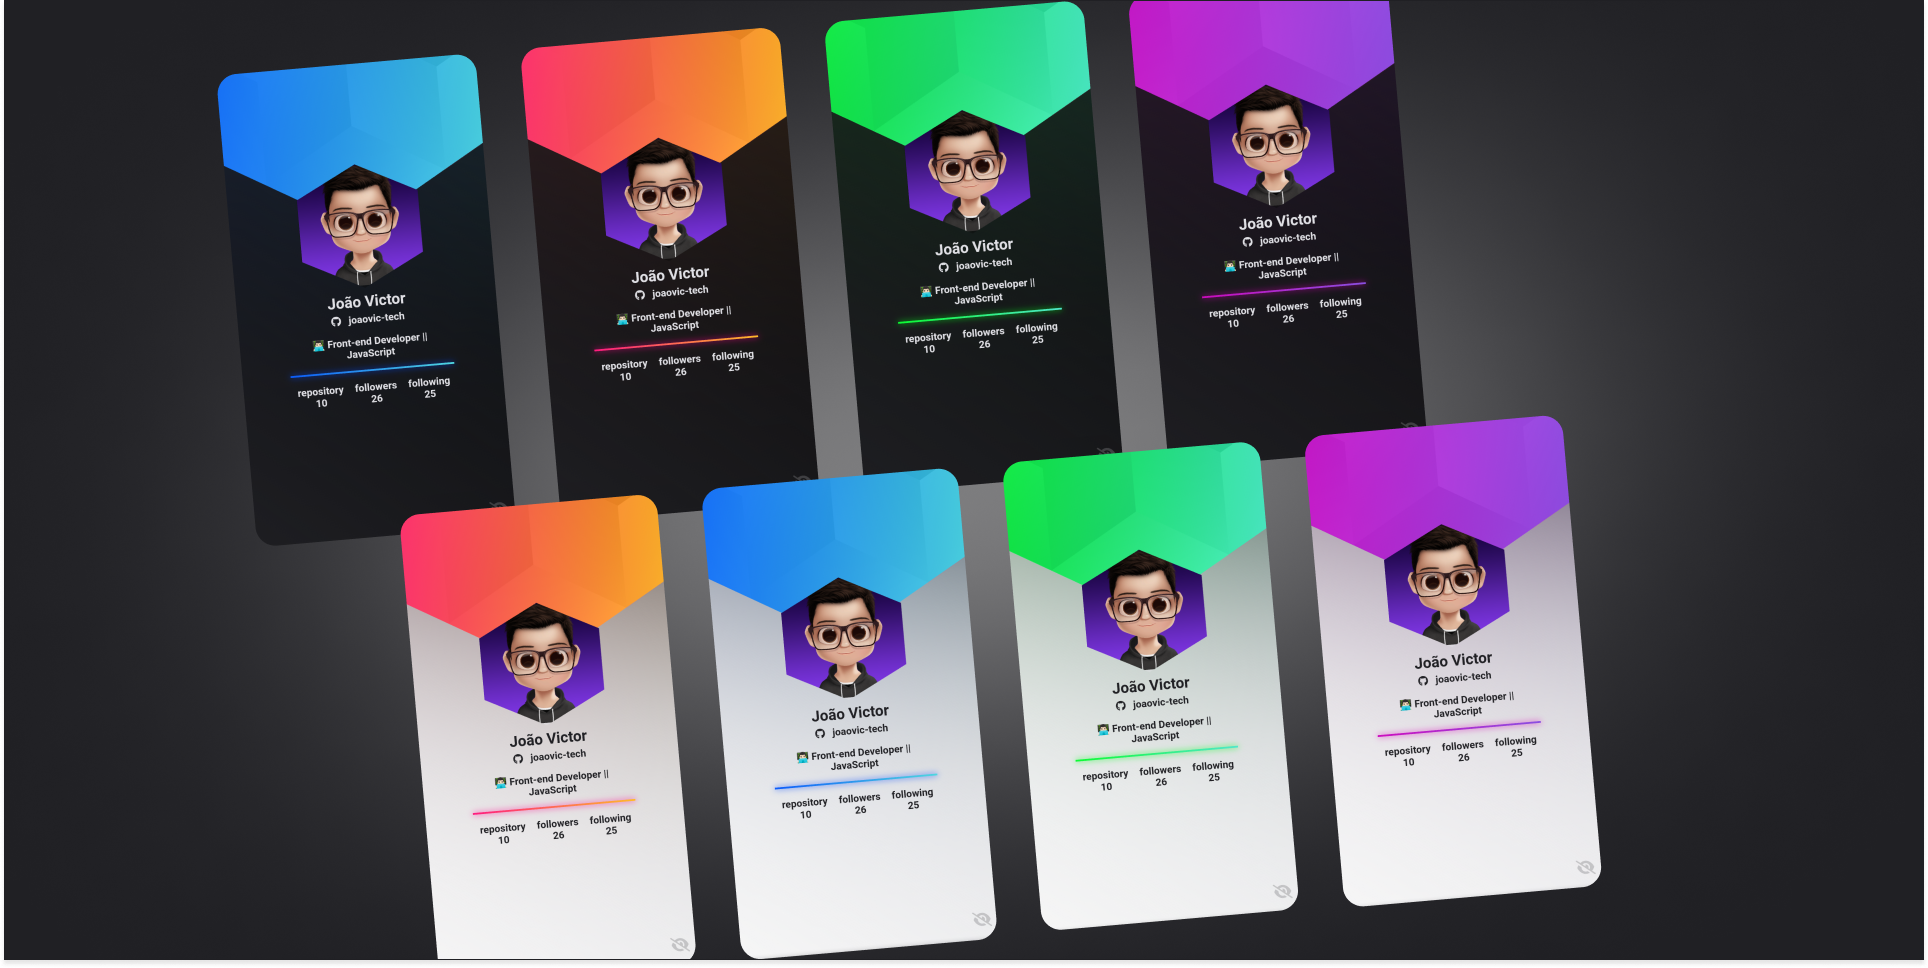 João Victor
joaovic-tech
Front-end Developer ||
JavaScript
repository followers following
10 26 25
João Victor
joaovic-tech
Front-end Developer ||
JavaScript
repository followers following
10 26 25
João Victor
joaovic-tech
Front-end Developer ||
JavaScript
repository followers following
10 26 25
João Victor
joaovic-tech
Front-end Developer ||
JavaScript
repository followers following
10 26 25
João Victor
joaovic-tech
Front-end Developer ||
JavaScript
repository followers following
10 26 25
João Victor
joaovic-tech
Front-end Developer ||
JavaScript
repository followers following
10 26 25
João Victor
joaovic-tech
Front-end Developer ||
JavaScript
repository followers following
10 26 25
João Victor
joaovic-tech
Front-end Developer ||
JavaScript
repository followers following
10 26 25